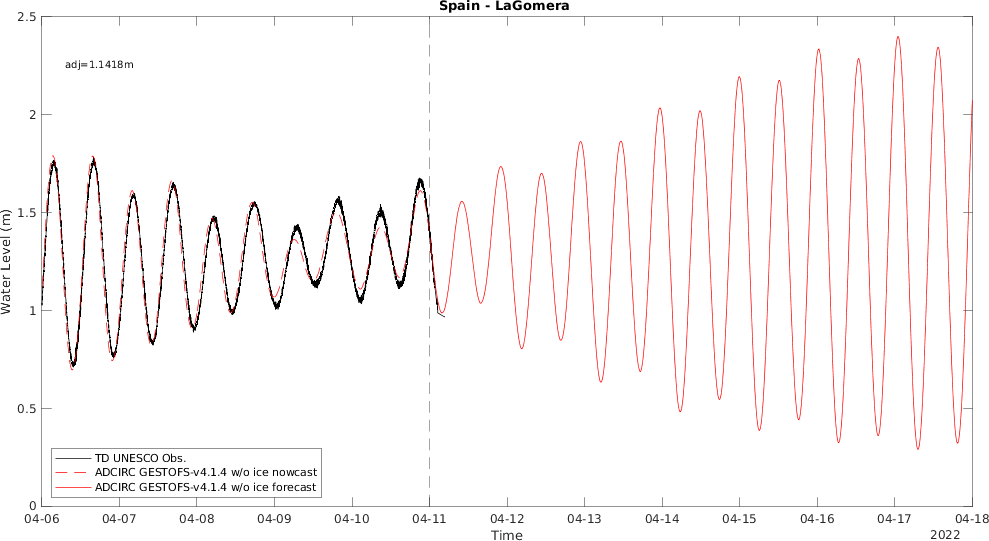 Spain - LaGomera
2.5
2
1.5
1
0.5
0
Water Level (m)
adj=1.1418m
TD UNESCO Obs.
ADCIRC GESTOFS-v4.1.4 w/o ice nowcast
ADCIRC GESTOFS-v4.1.4 w/o ice forecast
04-06 04-07 04-08 04-09 04-10 04-11 04-12 04-13 04-14 04-15 04-16 04-17 04-18
Time
2022